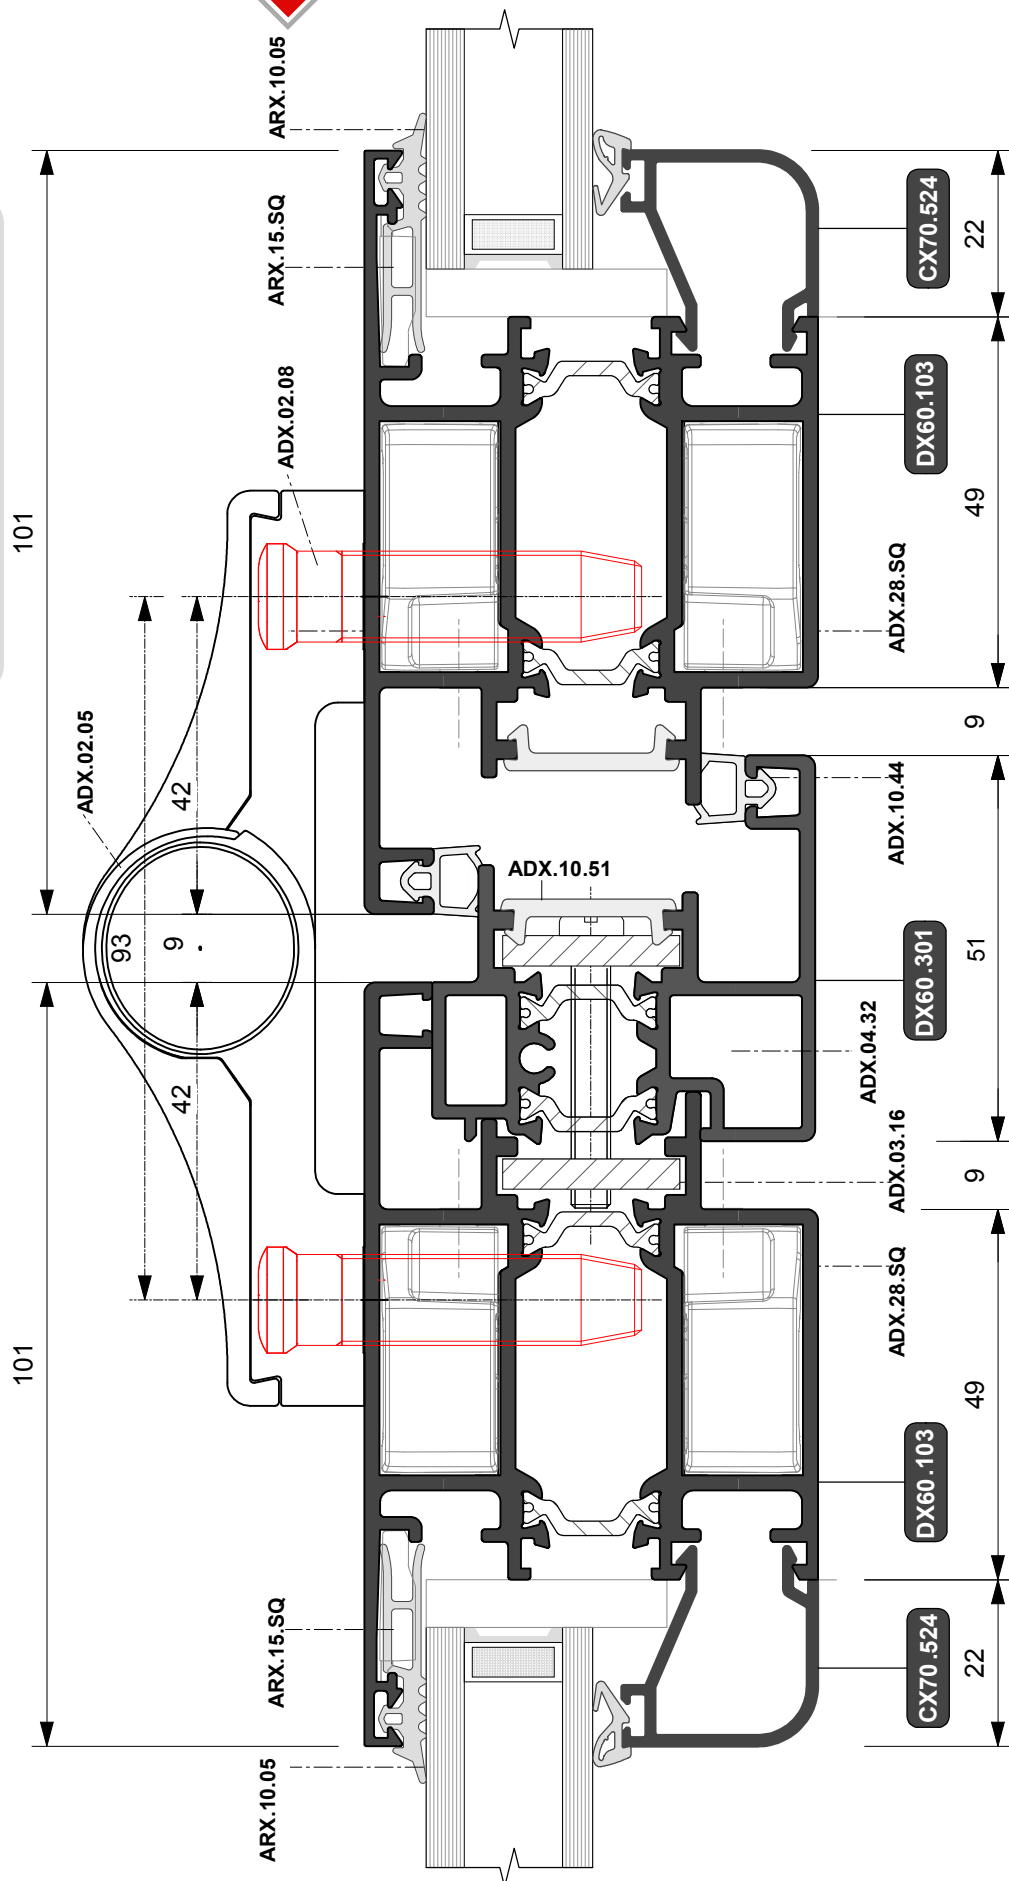 ARX.10.05
ARX.15.SQ
ADX.02.08
ADX.02.05
101
42
93
9
42
101
ADX.10.51
CX70.524
22
DX60.103
49
ADX.28.SQ
9
ADX.10.44
DX60.301
51
ADX.04.32
ADX.03.16
9
ADX.28.SQ
49
DX60.103
CX70.524
22
ARX.15.SQ
ARX.10.05